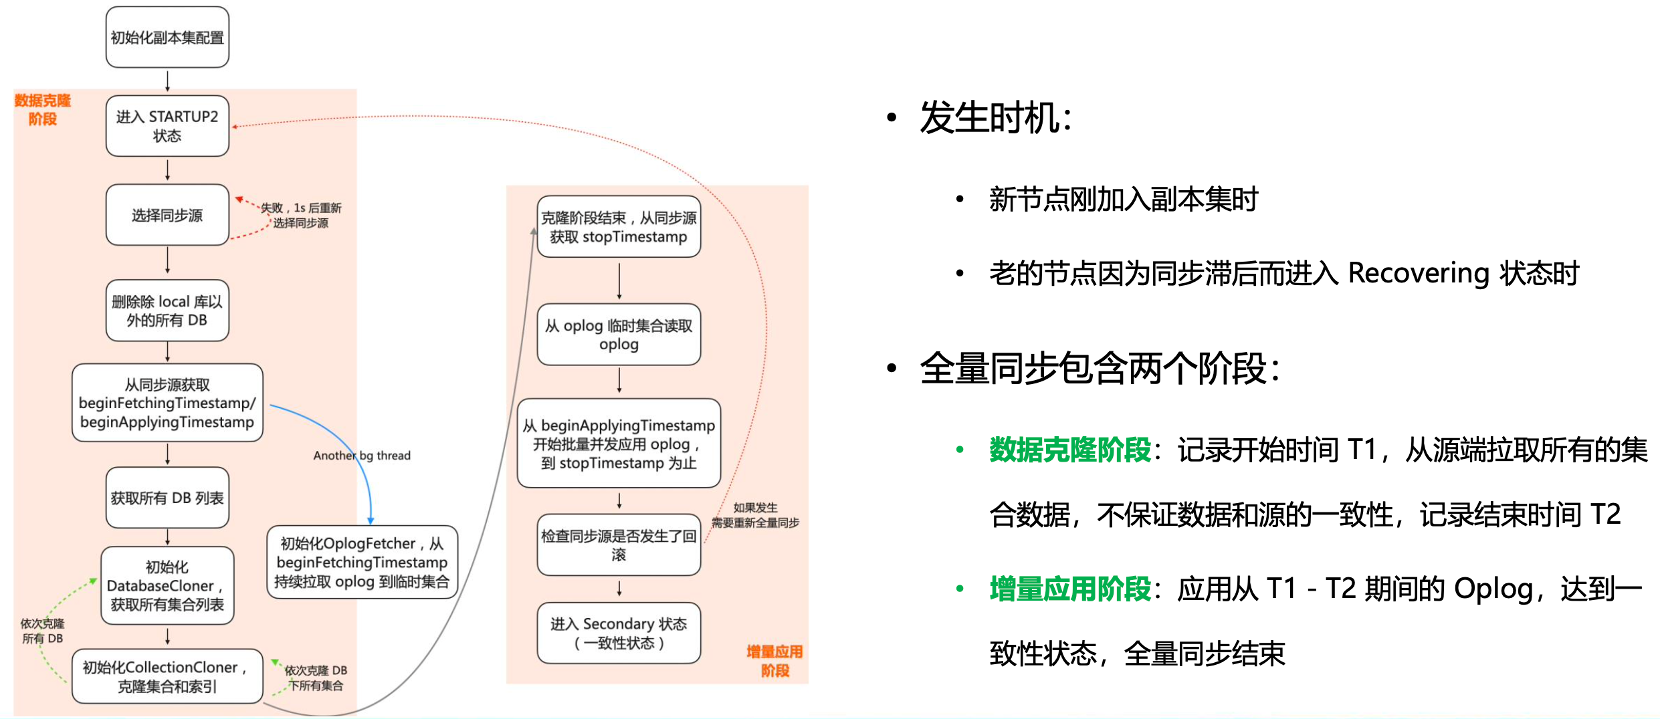 初始化副本集配置
数据克隆
阶段
进入 STARTUP2
状态
选择同步源
失败，1s 后重新
选择同步源
删除除 local 库以
外的所有 DB
从同步源获取
beginFetchingTimestamp/
beginApplyingTimestamp
Another bg thread
获取所有 DB 列表
初始化OplogFetcher，从
beginFetchingTimestamp
持续拉取 oplog 到临时集合
初始化
DatabaseCloner，
获取所有集合列表
依次克隆
所有 DB
初始化CollectionCloner，
克隆集合和索引
依次克隆 DB
下所有集合
克隆阶段结束，从同步源
获取 stopTimestamp
从 oplog 临时集合读取
oplog
从 beginApplyingTimestamp
开始批量并发应用 oplog，
到 stopTimestamp 为止
如果发生
需要重新全量同步
检查同步源是否发生了回
滚
进入 Secondary 状态
（一致性状态）
增量应用
阶段
• 发生时机：
• 新节点刚加入副本集时
• 老的节点因为同步滞后而进入 Recovering 状态时
• 全量同步包含两个阶段：
• 数据克隆阶段：记录开始时间 T1，从源端拉取所有的集
合数据，不保证数据和源的一致性，记录结束时间 T2
• 增量应用阶段：应用从 T1 - T2 期间的 Oplog，达到一
致性状态，全量同步结束